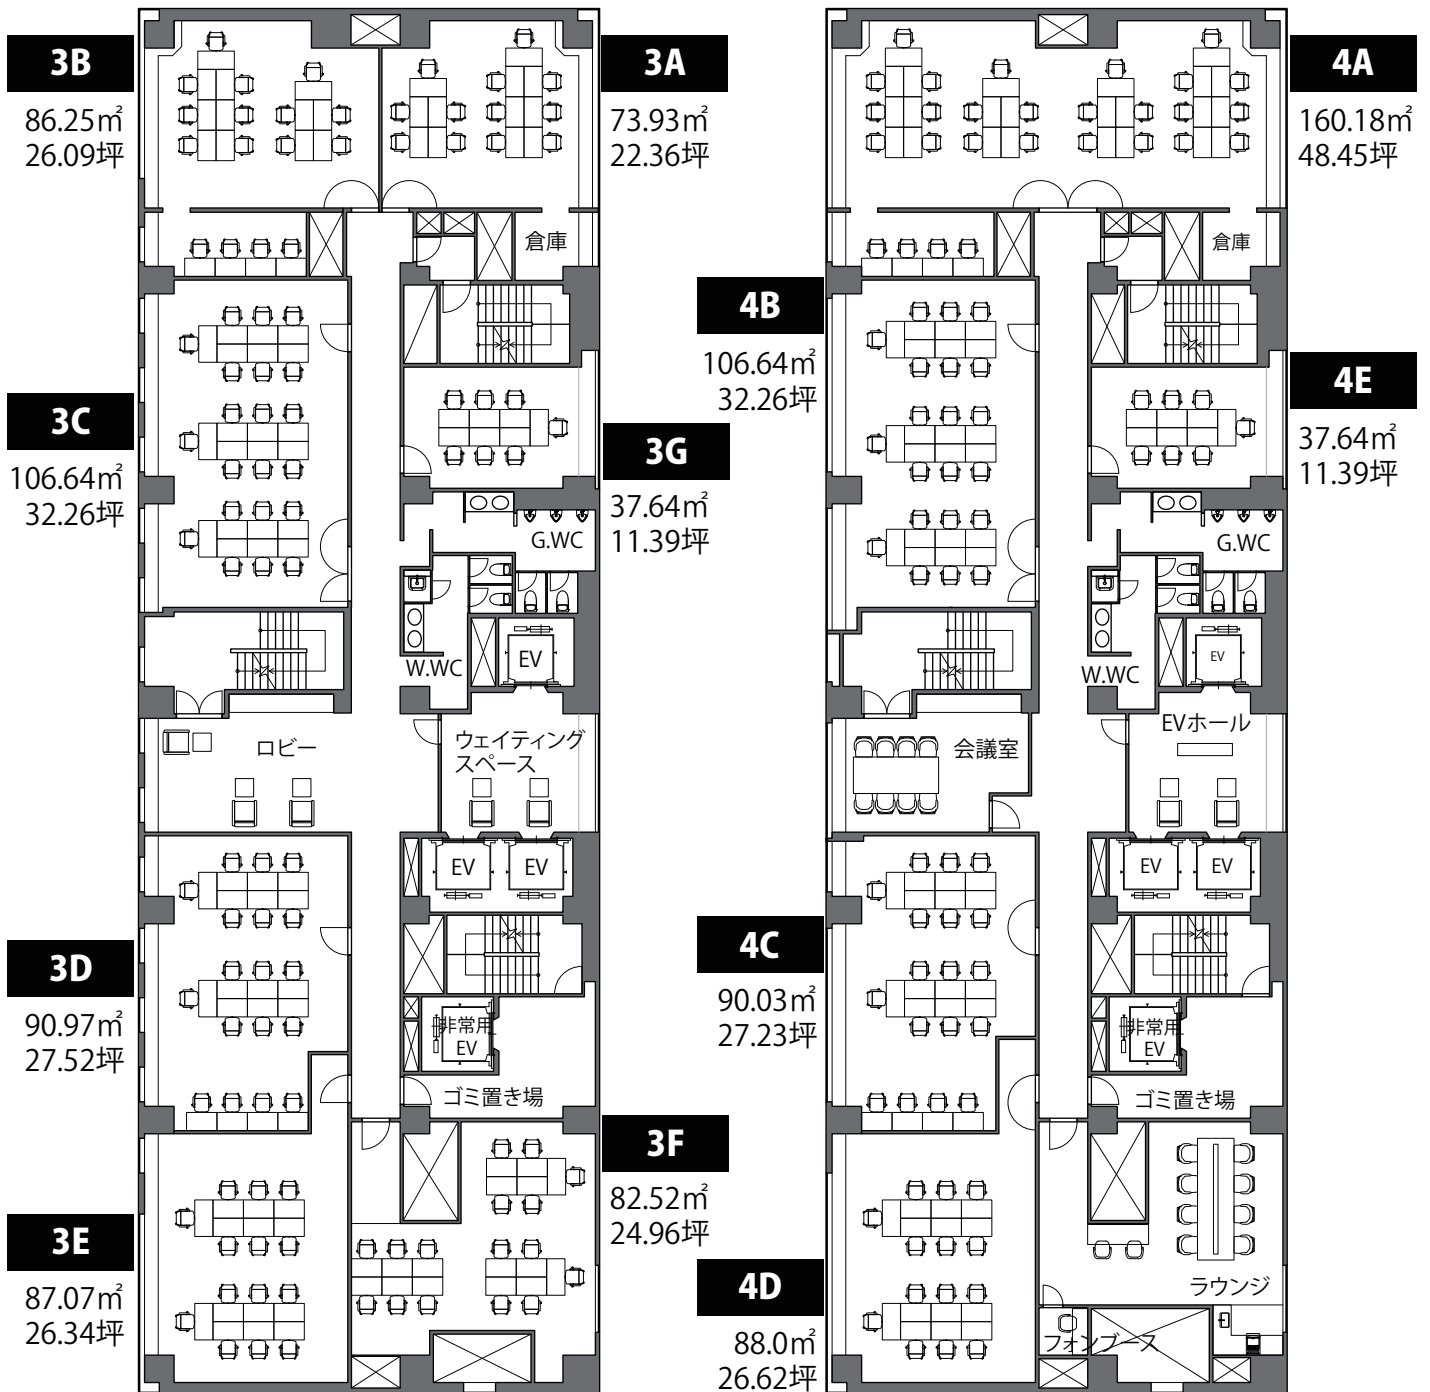 3B
86.25㎡
26.09坪
3A
73.93㎡
22.36坪
倉庫
3C
106.64㎡
32.26坪
3G
37.64㎡
11.39坪
G.WC
W.WC
EV
ロビー
ウェイティング
スペース
EV
EV
3D
90.97㎡
27.52坪
非常用
EV
ゴミ置き場
3F
82.52㎡
24.96坪
3E
87.07㎡
26.34坪
4A
160.18㎡
48.45坪
倉庫
4B
106.64㎡
32.26坪
4E
37.64㎡
11.39坪
G.WC
W.WC
EV
EVホール
会議室
EV
EV
4C
90.03㎡
27.23坪
非常用
EV
ゴミ置き場
ラウンジ
4D
88.0㎡
26.62坪
フォンブース